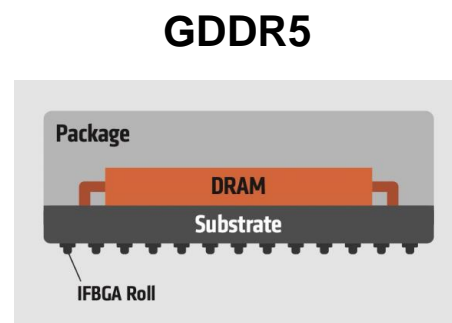 GDDR5
Package
DRAM
Substrate
IFBGA Roll